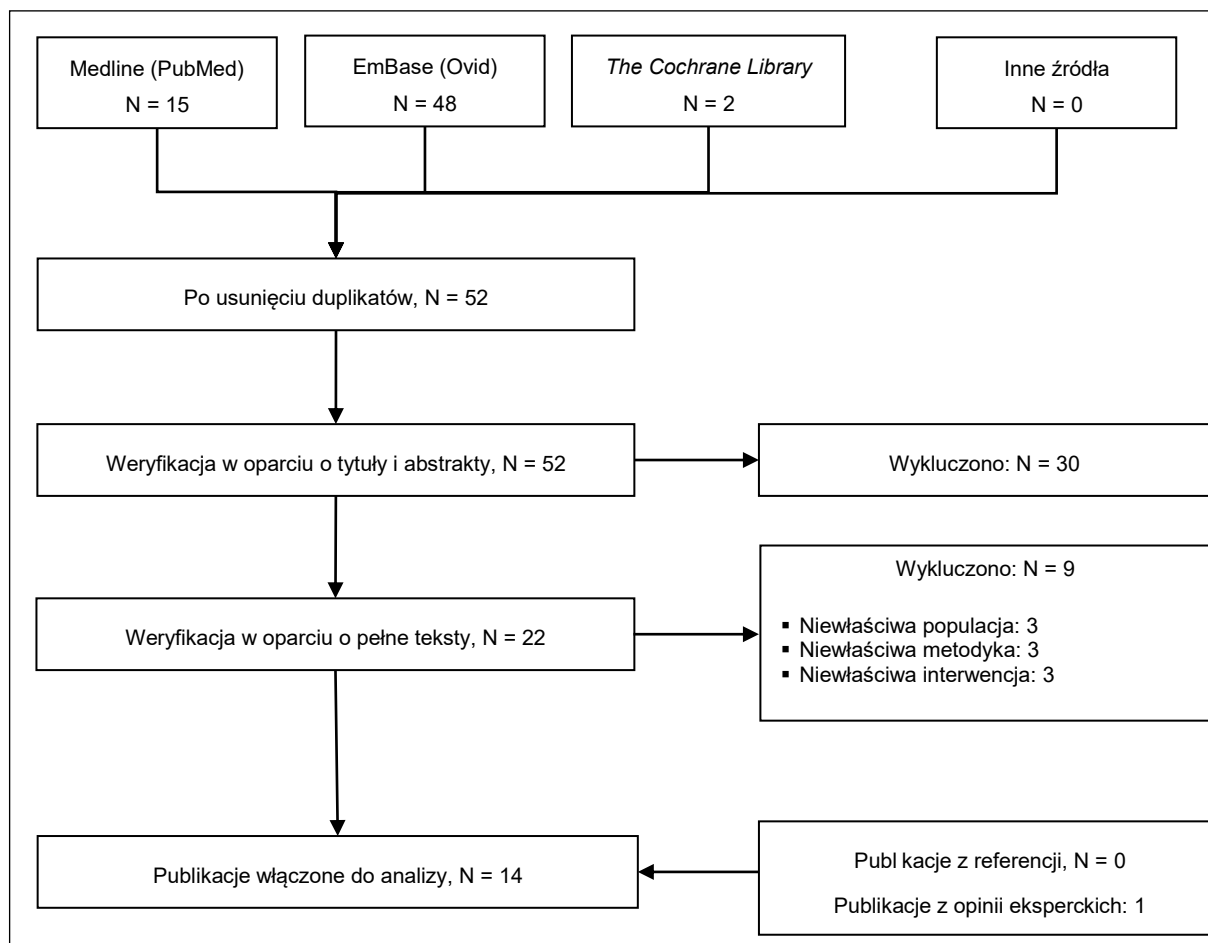 Medline (PubMed)
N = 15
EmBase (Ovid)
N = 48
The Cochrane Library
N = 2
Inne źródła
N = 0
Po usunięciu duplikatów, N = 52
Weryfikacja w oparciu o tytuły i abstrakty, N = 52
Wykluczono: N = 30
Weryfikacja w oparciu o pełne teksty, N = 22
Wykluczono: N = 9
▪ Niewłaściwa populacja: 3
▪ Niewłaściwa metodyka: 3
▪ Niewłaściwa interwencja: 3
Publikacje włączone do analizy, N = 14
Publ kacje z referencji, N = 0
Publikacje z opinii eksperckich: 1